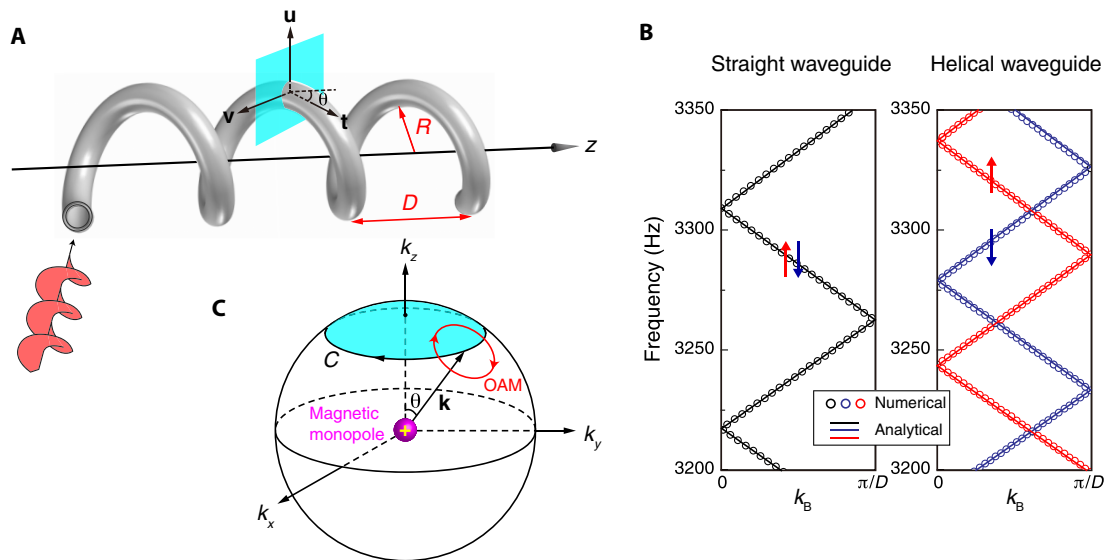 A
u
v
θ
t
R
z
D
C
k_z
C
OAM
θ
k
Magnetic
monopole
+
k_y
k_x
B
Straight waveguide
Helical waveguide
Frequency (Hz)
3350
3300
3250
3200
0
π/D
k_B
3350
3300
3250
3200
0
π/D
k_B
Numerical
Analytical